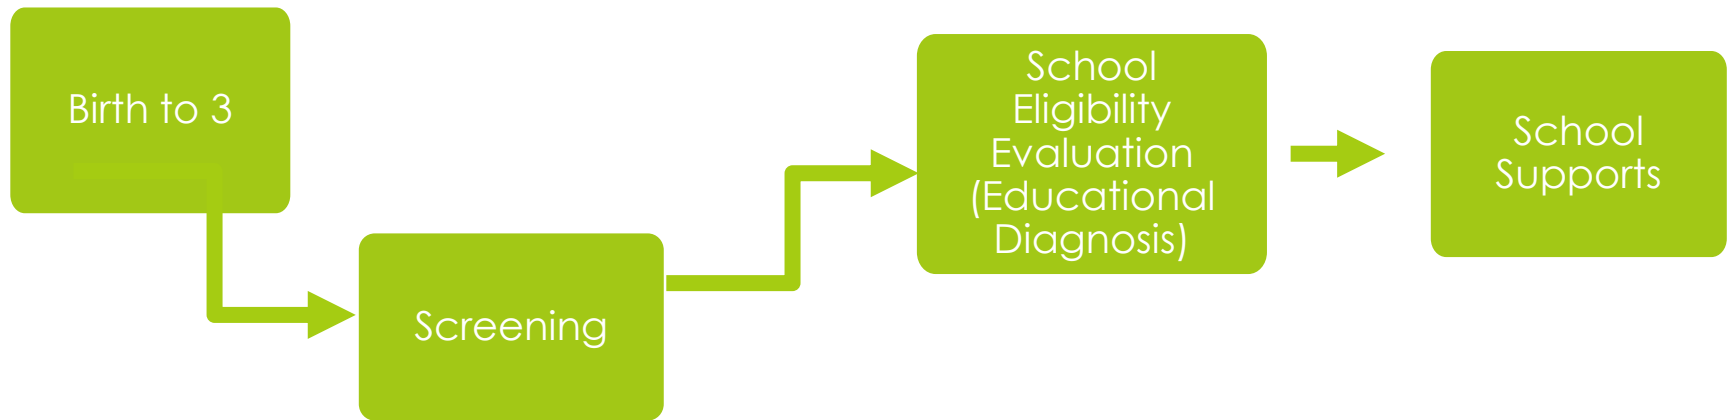 Birth to 3
Screening
School
Eligibility
Evaluation
(Educational
Diagnosis)
School
Supports